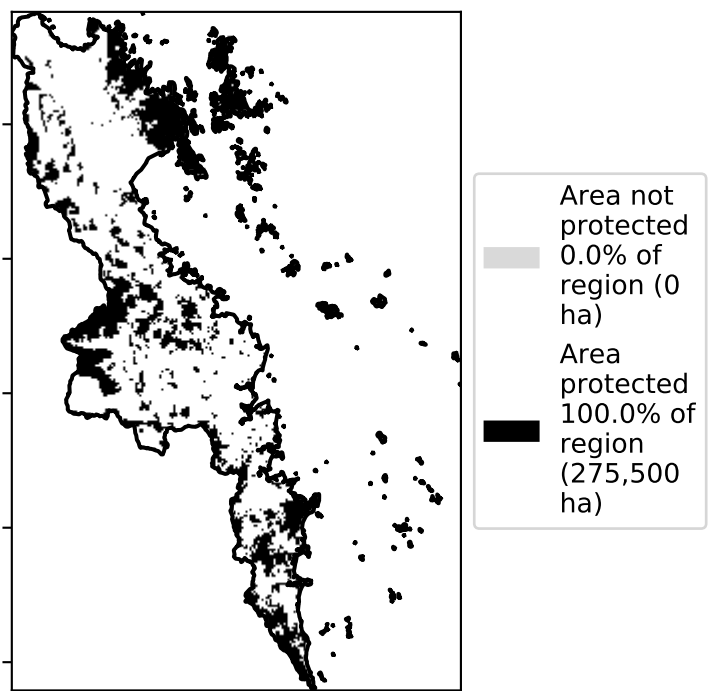 Area not
protected
0.0% of
region (0
ha)
Area
protected
100.0% of
region
(275,500
ha)